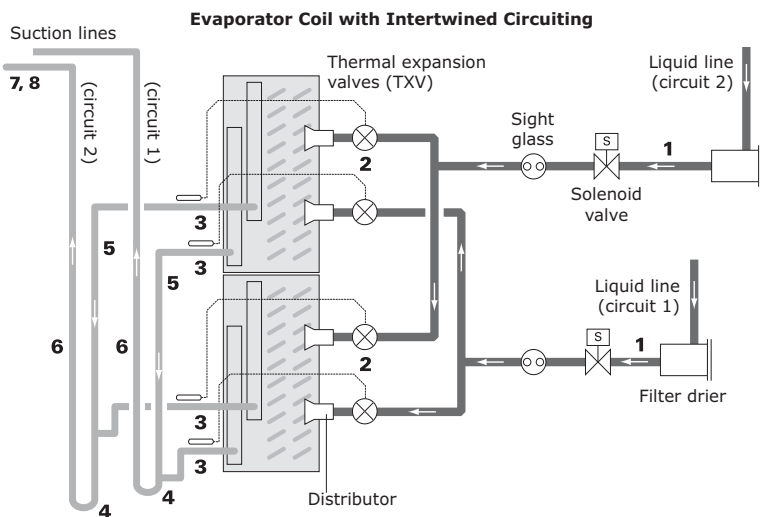 Evaporator Coil with Intertwined Circuiting
Suction lines
7, 8
(circuit 2)
(circuit 1)
Thermal expansion
valves (TXV)
Sight
glass
S
Solenoid
valve
1
Liquid line
(circuit 2)
2
3
3
5
5
6
6
2
3
3
4
4
Liquid line
(circuit 1)
S
1
Filter drier
Distributor